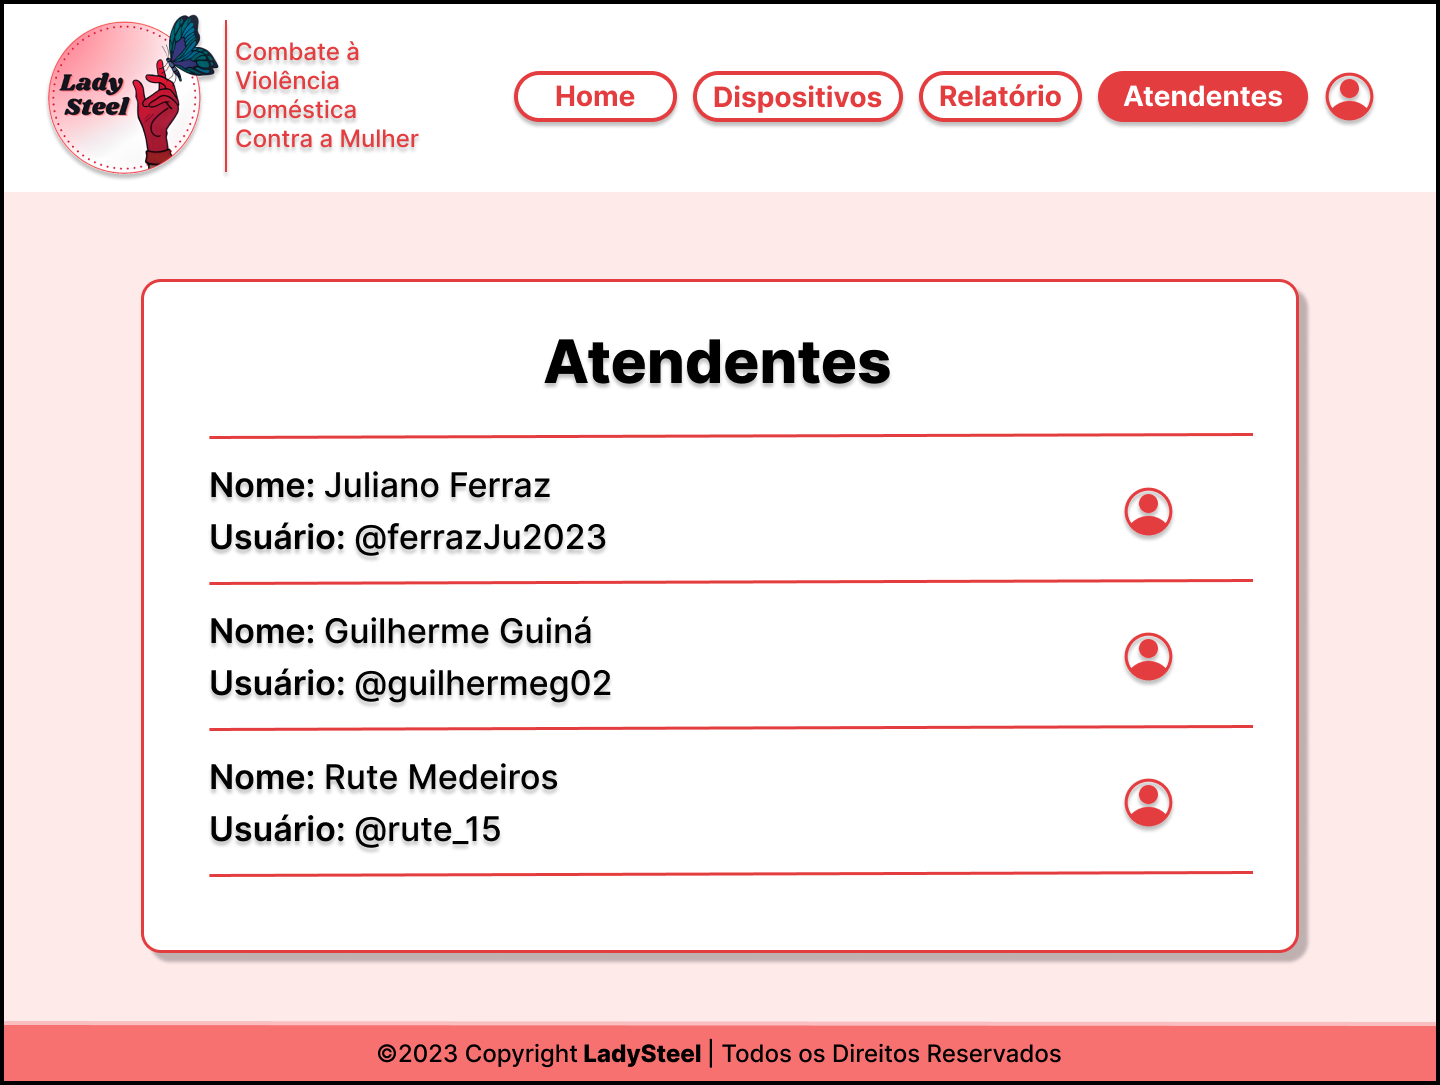 Lady
Steel
Combate à
Violência
Doméstica
Contra a Mulher
Home
Dispositivos
Relatório
Atendentes
Atendentes
Nome: Juliano Ferraz
Usuário: @ferrazJu2023
Nome: Guilherme Guiná
Usuário: @guilhermeg02
Nome: Rute Medeiros
Usuário: @rute_15
©2023 Copyright LadySteel | Todos os Direitos Reservados